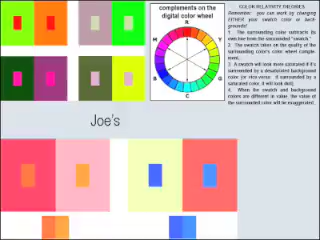 complements on the
digital color wheel
R
M
Y
B
G
C
COLOR RELATIVITY THEORIES
Remember: you can work by changing
EITHER your swatch color or back-
grounds!
1. The surrounding color subtracts its
own hue from the surrounded "swatch."
2. The swatch takes on the quality of the
surrounding color's color wheel comple-
ment.
3. A swatch will look more saturated if it's
surrounded by a desaturated background
color (or vice versa: if surrounded by a
saturated color, it will look dull).
4. When the swatch and background
colors are different in value, the value of
the surrounded color will be exaggerated.
Joe's